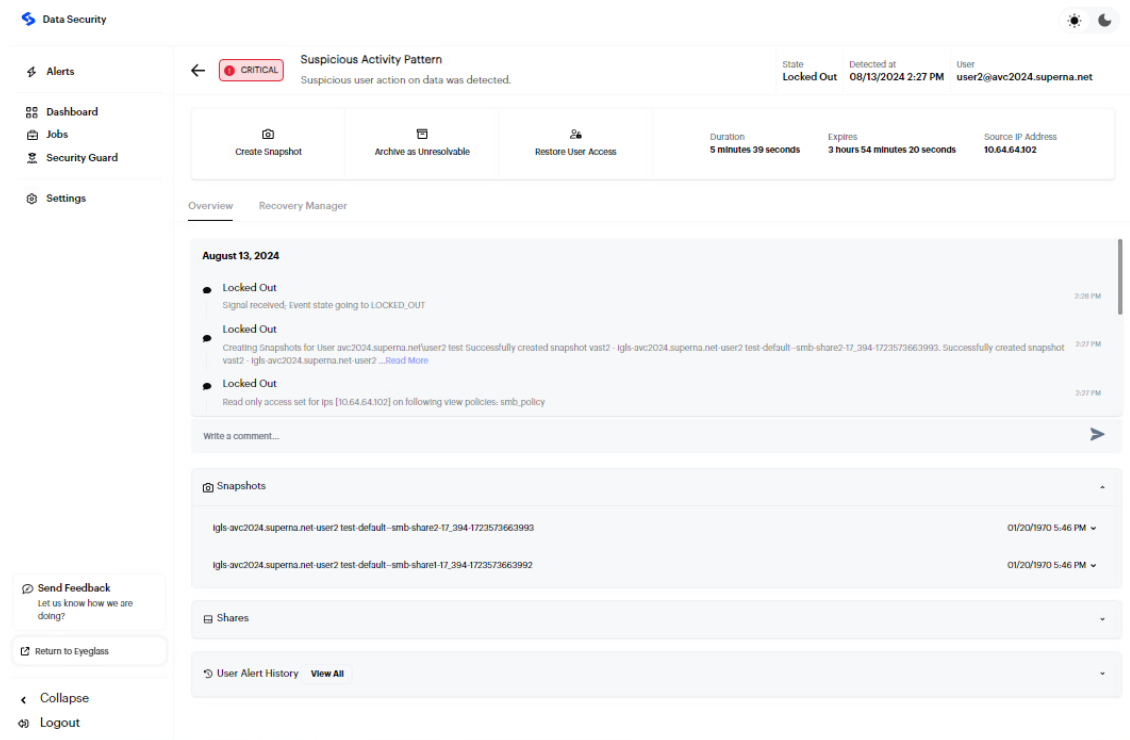 Data Security
Alerts
Dashboard
Jobs
Security Guard
Settings
CRITICAL
Suspicious Activity Pattern
Suspicious user action on data was detected.
State
Locked Out
Detected at
08/13/2024 2:27 PM
User
user2@avc2024.superna.net
Create Snapshot
Archive as Unresolvable
Restore User Access
Duration
5 minutes 39 seconds
Expires
3 hours 54 minutes 20 seconds
Source IP Address
10.64.64.102
Overview
Recovery Manager
August 13, 2024
Locked Out
Signal received; Event state going to LOCKED_OUT
2:28 PM
Locked Out
Creating Snapshots for User avc2024.superna.net\user2 test Successfully created snapshot vast2 - igls-avc2024.superna.net-user2 test-default--smb-share2-17_394-1723573663993. Successfully created snapshot
vast2 - igls-avc2024.superna.net-user2 ...Read More
2:27 PM
Locked Out
Read only access set for ips [10.64.64.102] on following view policies: smb_policy
2:27 PM
Write a comment...
Snapshots
igls-avc2024.superna.net-user2 test-default--smb-share2-17_394-1723573663993
01/20/1970 5:46 PM
igls-avc2024.superna.net-user2 test-default--smb-share1-17_394-1723573663992
01/20/1970 5:46 PM
Shares
User Alert History View All
Send Feedback
Let us know how we are
doing?
Return to Eyeglass
Collapse
Logout